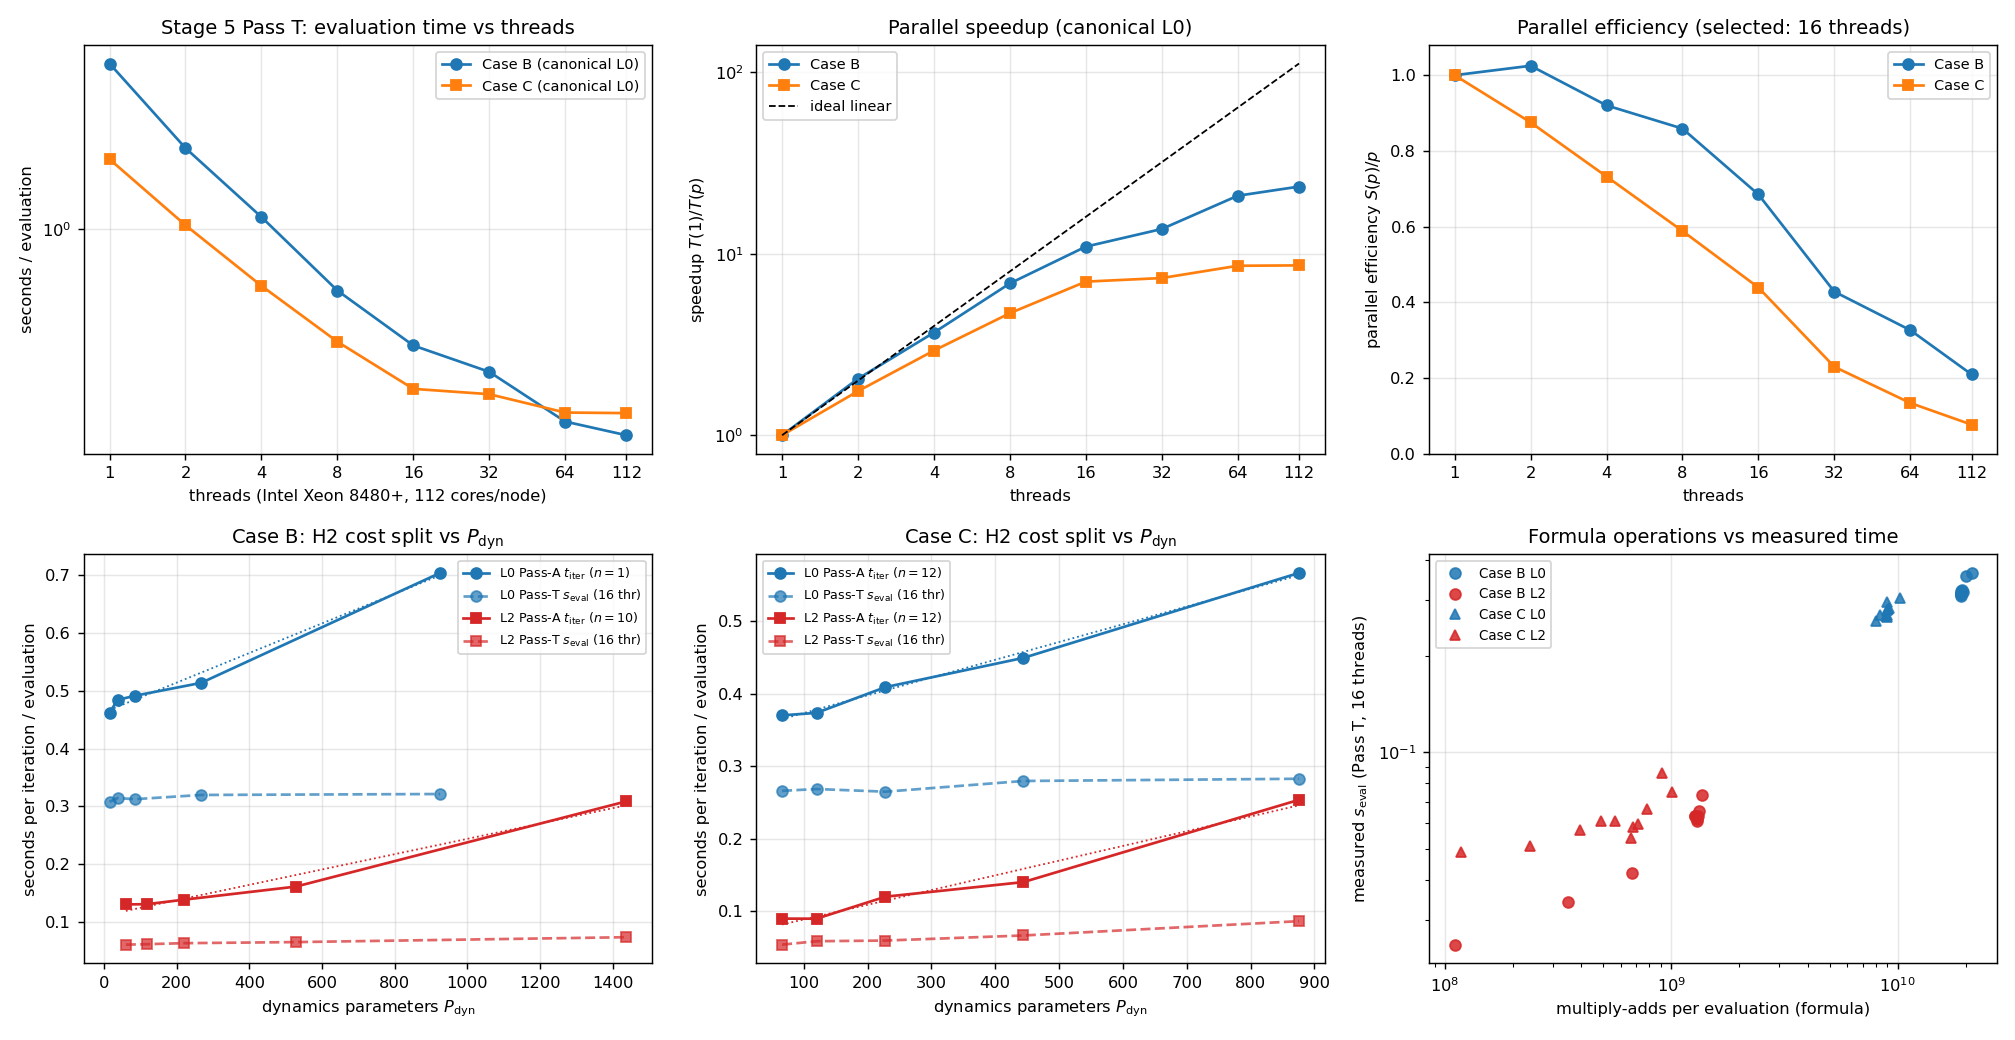 Stage 5 Pass T: evaluation time vs threads
seconds / evaluation
10⁰
Case B (canonical L0)
Case C (canonical L0)
1 2 4 8 16 32 64 112
threads (Intel Xeon 8480+, 112 cores/node)
Parallel speedup (canonical L0)
speedup T(1)/T(p)
10²
10¹
10⁰
Case B
Case C
ideal linear
1 2 4 8 16 32 64 112
threads
Parallel efficiency (selected: 16 threads)
parallel efficiency S(p)/p
1.0
0.8
0.6
0.4
0.2
0.0
Case B
Case C
1 2 4 8 16 32 64 112
threads
Case B: H2 cost split vs P_dyn
seconds per iteration / evaluation
0.7
0.6
0.5
0.4
0.3
0.2
0.1
L0 Pass-A t_iter (n = 1)
L0 Pass-T s_eval (16 thr)
L2 Pass-A t_iter (n = 10)
L2 Pass-T s_eval (16 thr)
0 200 400 600 800 1000 1200 1400
dynamics parameters P_dyn
Case C: H2 cost split vs P_dyn
seconds per iteration / evaluation
0.5
0.4
0.3
0.2
0.1
L0 Pass-A t_iter (n = 12)
L0 Pass-T s_eval (16 thr)
L2 Pass-A t_iter (n = 12)
L2 Pass-T s_eval (16 thr)
100 200 300 400 500 600 700 800 900
dynamics parameters P_dyn
Formula operations vs measured time
measured s_eval (Pass T, 16 threads)
10⁻¹
Case B L0
Case B L2
Case C L0
Case C L2
10⁸ 10⁹ 10¹⁰
multiply-adds per evaluation (formula)